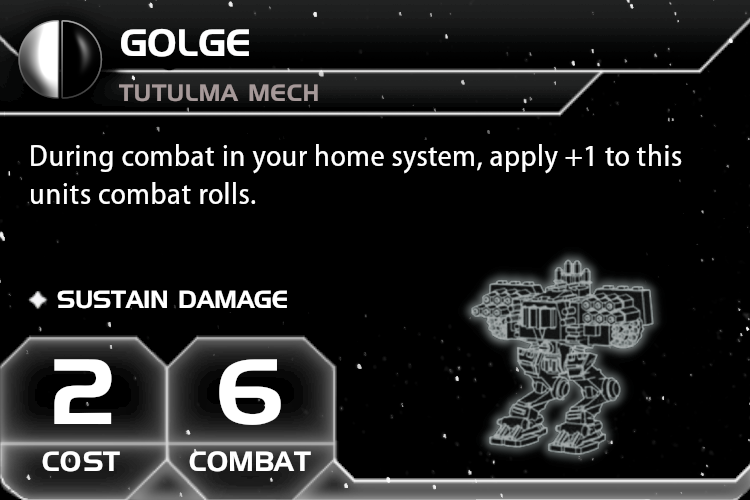 GOLGE
TUTULMA MECH
During combat in your home system, apply +1 to this
units combat rolls.
SUSTAIN DAMAGE
2 6
COST COMBAT